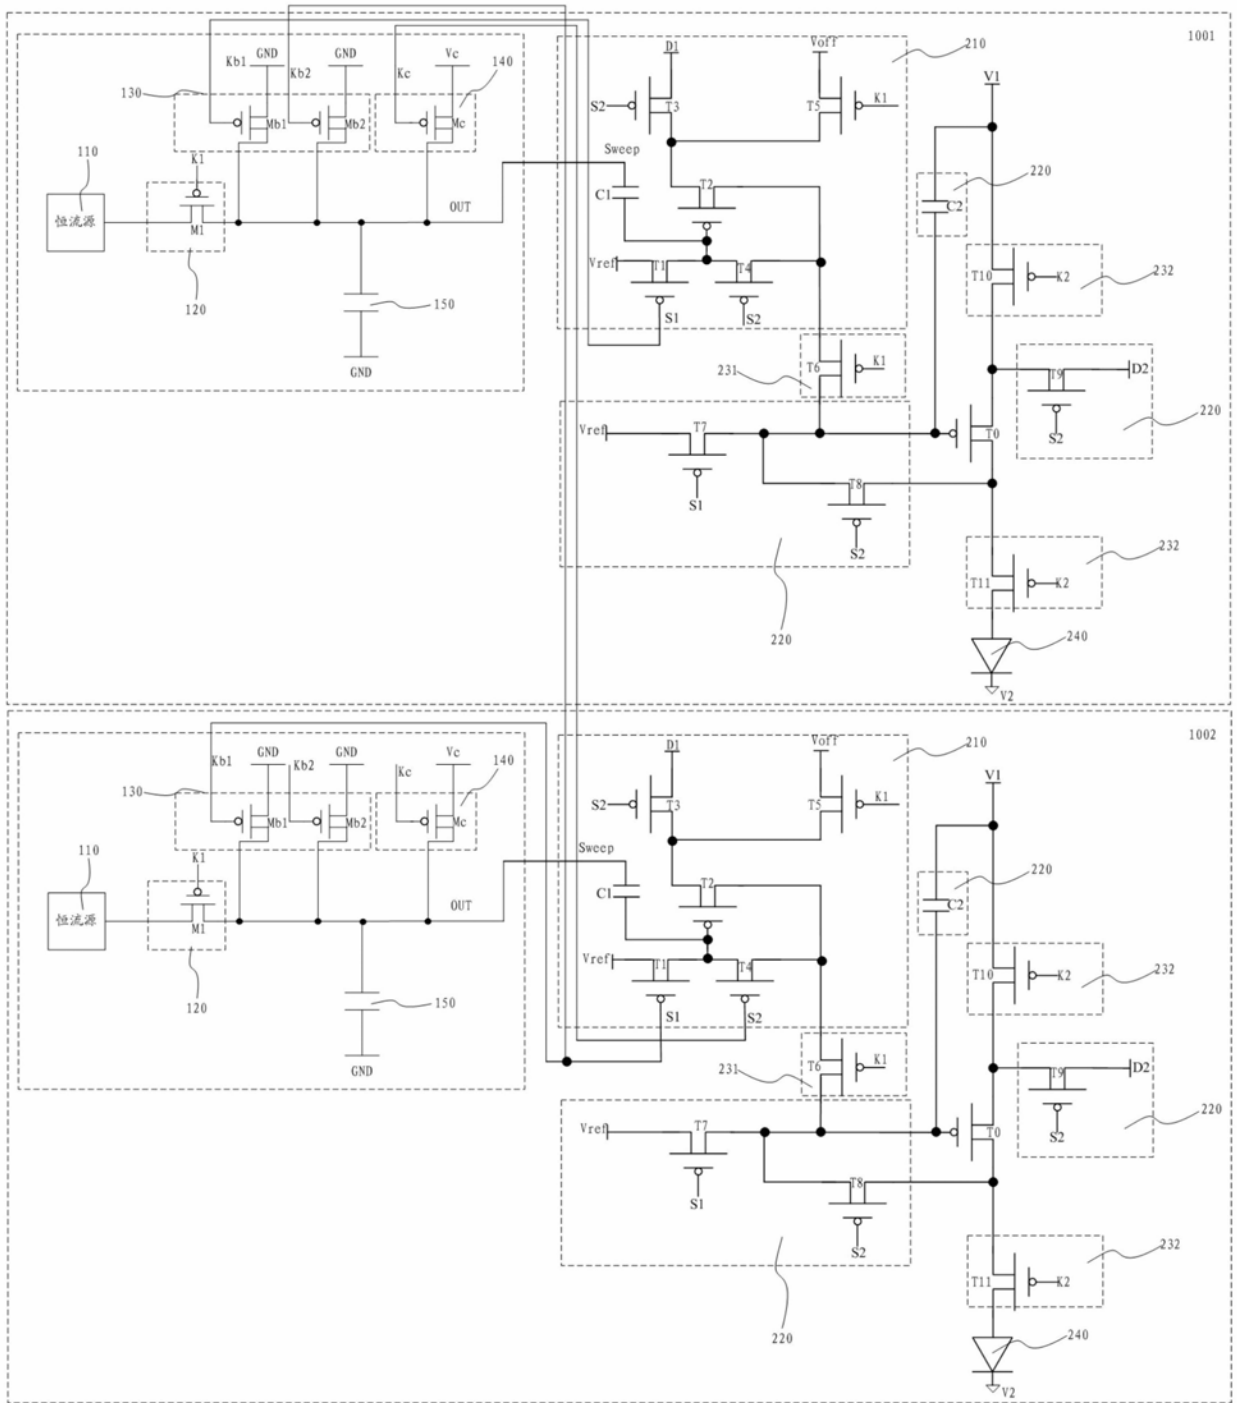 1001
Kb1
GND
Kb2
GND
Kc
Vc
140
130
Mb1
Mb2
Mc
110
K1
恒流源
M1
OUT
120
150
GND
D1
Voff
210
S2
T3
T5
K1
Sweep
C1
T2
Vref
T1
T4
S1
S2
V1
220
C2
T10
K2
232
T6
K1
231
T9
D2
S2
220
Vref
T7
T0
S1
T8
S2
220
232
T11
K2
240
V2
1002
Kb1
GND
Kb2
GND
Kc
Vc
140
130
Mb1
Mb2
Mc
110
K1
恒流源
M1
OUT
120
150
GND
D1
Voff
210
S2
T3
T5
K1
Sweep
C1
T2
Vref
T1
T4
S1
S2
V1
220
C2
T10
K2
232
T6
K1
231
T9
D2
S2
220
Vref
T7
T0
S1
T8
S2
220
232
T11
K2
240
V2